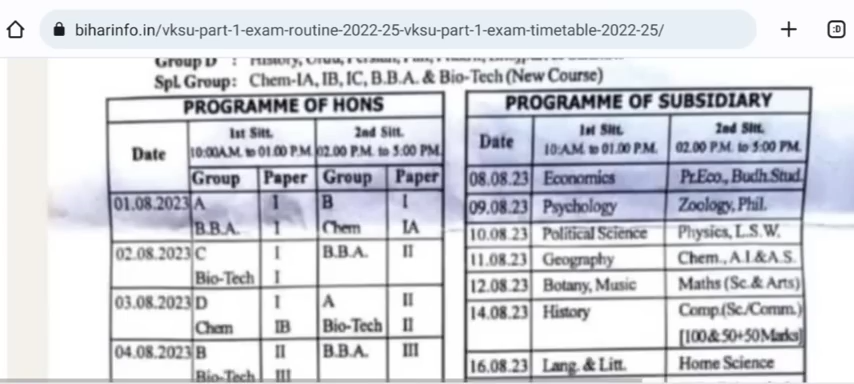 biharinfo.in/vksu-part-1-exam-routine-2022-25-vksu-part-1-exam-timetable-2022-25/
Group D : History, Urdu, Persian,
Spl. Group: Chem-IA, IB, IC, B.B.A. & Bio-Tech (New Course)
PROGRAMME OF HONS
Date 1st Sitt. 2nd Sitt.
10:00A.M. to 01.00 P.M. 02.00 P.M. to 5:00 P.M.
Group Paper Group Paper
01.08.2023 A I B I
B.B.A. I Chem IA
02.08.2023 C I B.B.A. II
Bio-Tech I
03.08.2023 D I A II
Chem IB Bio-Tech II
04.08.2023 B II B.B.A. III
Bio-Tech III
PROGRAMME OF SUBSIDIARY
Date 1st Sitt. 2nd Sitt.
10:A.M. to 01.00 P.M. 02.00 P.M. to 5:00 P.M.
08.08.23 Economics Pr.Eco., Budh.Stud.
09.08.23 Psychology Zoology, Phil.
10.08.23 Political Science Physics, L.S.W.
11.08.23 Geography Chem., A.I.&A.S.
12.08.23 Botany, Music Maths (Sc.& Arts)
14.08.23 History Comp.(Sc/Comm.)
[100&50+50Marks]
16.08.23 Lang. & Litt. Home Science